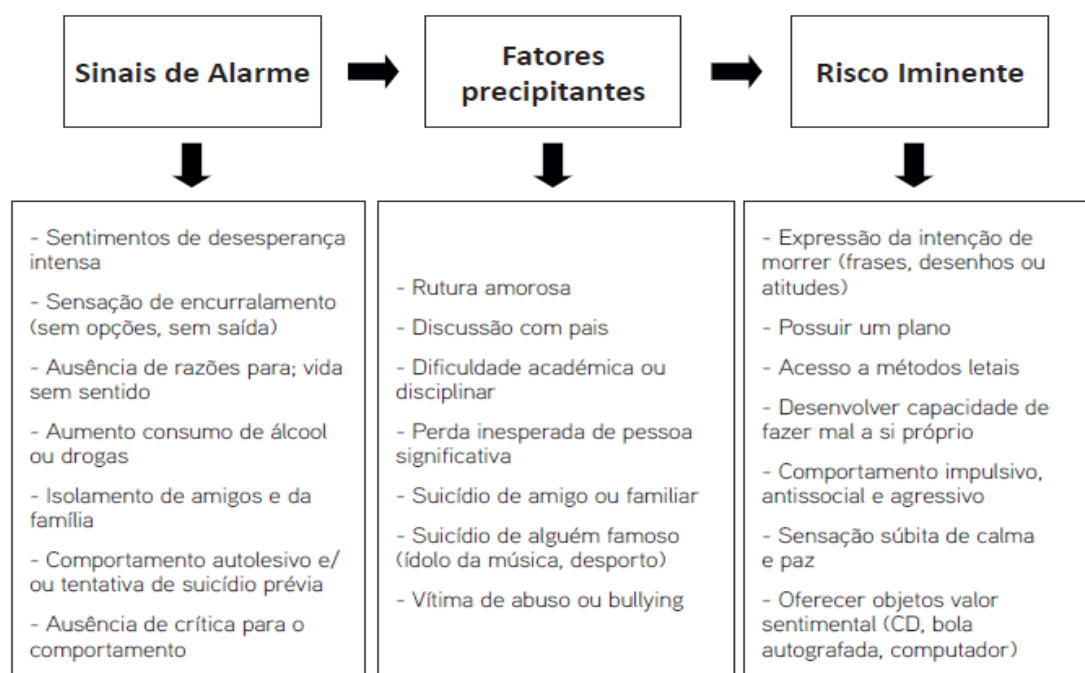 Sinais de Alarme
Fatores
precipitantes
Risco Iminente
- Sentimentos de desesperança
intensa
- Sensação de encurralamento
(sem opções, sem saída)
- Ausência de razões para; vida
sem sentido
- Aumento consumo de álcool
ou drogas
- Isolamento de amigos e da
família
- Comportamento autolesivo e/
ou tentativa de suicídio prévia
- Ausência de crítica para o
comportamento
- Rutura amorosa
- Discussão com pais
- Dificuldade académica ou
disciplinar
- Perda inesperada de pessoa
significativa
- Suicídio de amigo ou familiar
- Suicídio de alguém famoso
(ídolo da música, desporto)
- Vítima de abuso ou bullying
- Expressão da intenção de
morrer (frases, desenhos ou
atitudes)
- Possuir um plano
- Acesso a métodos letais
- Desenvolver capacidade de
fazer mal a si próprio
- Comportamento impulsivo,
antissocial e agressivo
- Sensação súbita de calma
e paz
- Oferecer objetos valor
sentimental (CD, bola
autografada, computador)